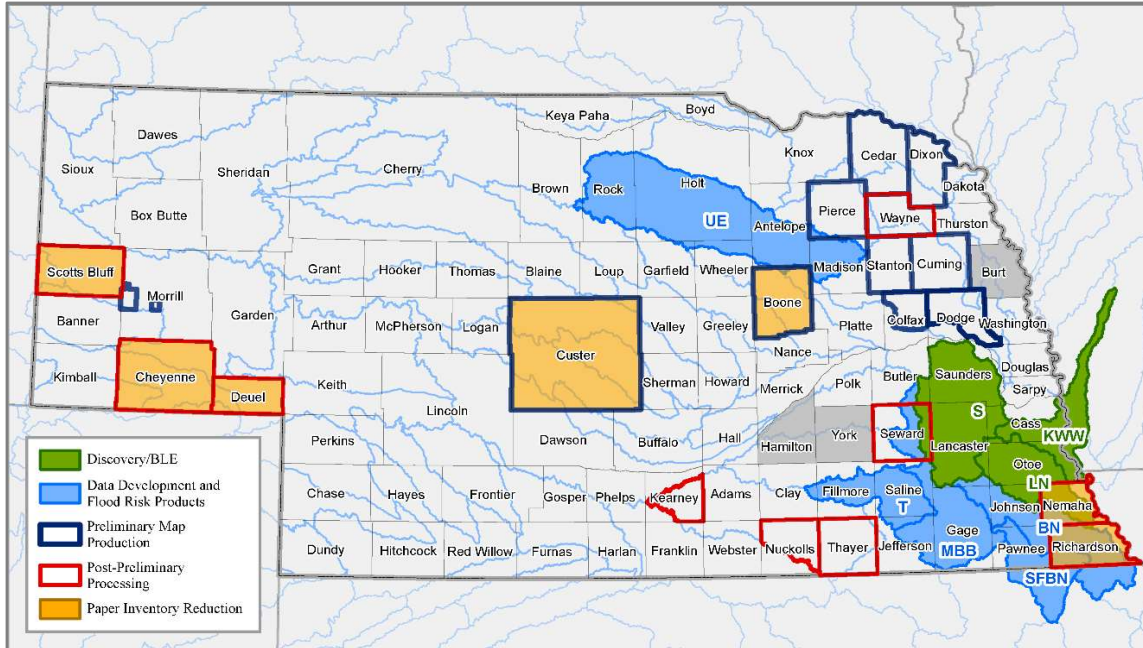 Boyd
Keya Paha
Knox
Dawes
Sioux
Sheridan
Cherry
Brown
Rock
Holt
Cedar
Dixon
Dakota
Box Butte
UE
Antelope
Pierce
Wayne
Thurston
Scotts Bluff
Morrill
Grant
Hooker
Thomas
Blaine
Loup
Garfield
Wheeler
Madison
Stanton
Cuming
Burt
Banner
Garden
Arthur
McPherson
Logan
Custer
Valley
Greeley
Boone
Platte
Colfax
Dodge
Washington
Nance
Kimball
Cheyenne
Deuel
Keith
Lincoln
Sherman
Howard
Merrick
Polk
Butler
Saunders
Douglas
Sarpy
Perkins
Dawson
Buffalo
Hall
Hamilton
York
Seward
S
Lancaster
Cass
KWW
Otoe
Chase
Hayes
Frontier
Gosper
Phelps
Kearney
Adams
Clay
Fillmore
Saline
T
LN
Johnson
Nemaha
BN
Dundy
Hitchcock
Red Willow
Furnas
Harlan
Franklin
Webster
Nuckolls
Thayer
Jefferson
Gage
MBB
Pawnee
Richardson
SFBN
Discovery/BLE
Data Development and
Flood Risk Products
Preliminary Map
Production
Post-Preliminary
Processing
Paper Inventory Reduction